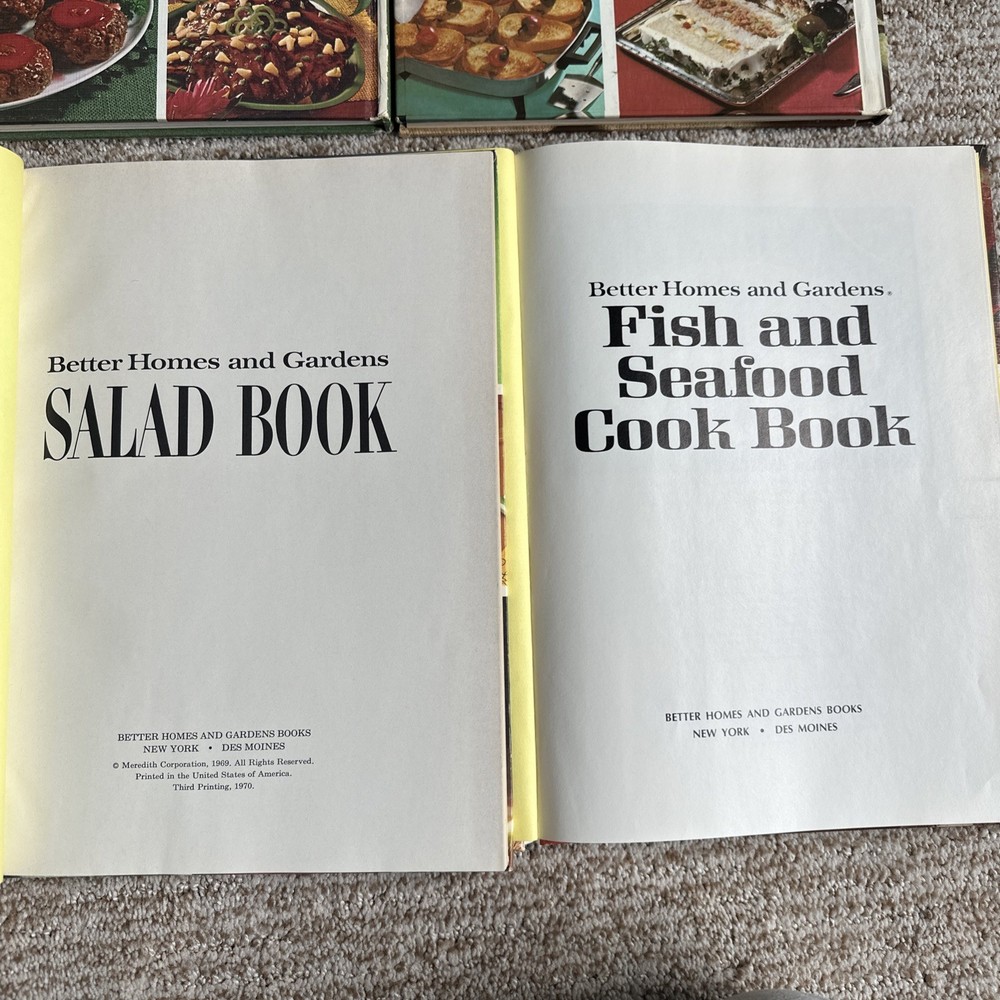 Better Homes and Gardens
SALAD BOOK
BETTER HOMES AND GARDENS BOOKS
NEW YORK • DES MOINES
© Meredith Corporation, 1969. All Rights Reserved.
Printed in the United States of America.
Third Printing, 1970.
Better Homes and Gardens®
Fish and
Seafood
Cook Book
BETTER HOMES AND GARDENS BOOKS
NEW YORK • DES MOINES